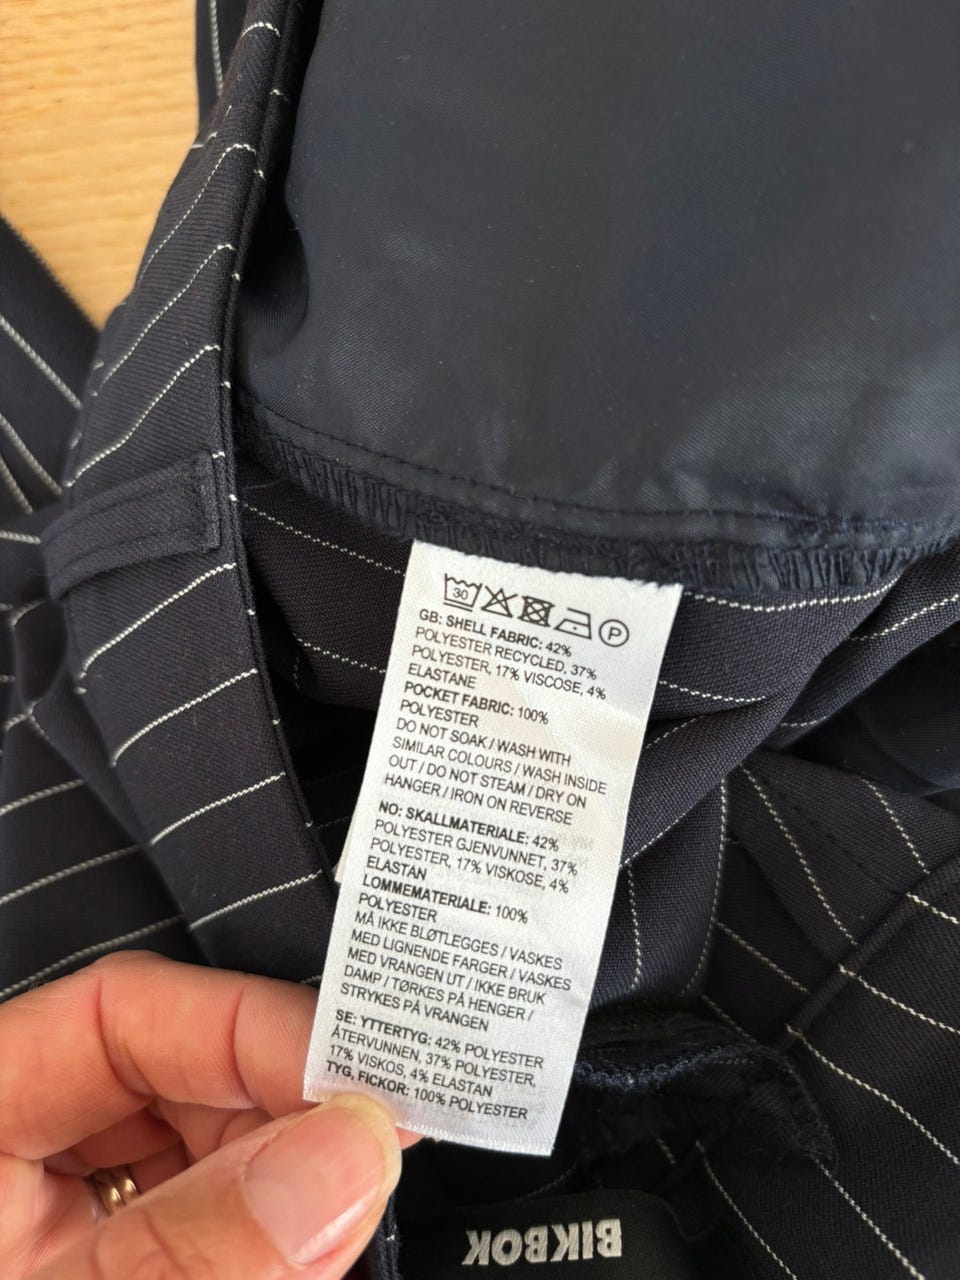 30 P
GB: SHELL FABRIC: 42%
POLYESTER RECYCLED, 37%
POLYESTER, 17% VISCOSE, 4%
ELASTANE
POCKET FABRIC: 100%
POLYESTER
DO NOT SOAK / WASH WITH
SIMILAR COLOURS / WASH INSIDE
OUT / DO NOT STEAM / DRY ON
HANGER / IRON ON REVERSE
NO: SKALLMATERIALE: 42%
POLYESTER GJENVUNNET, 37%
POLYESTER, 17% VISKOSE, 4%
ELASTAN
LOMMEMATERIALE: 100%
POLYESTER
MÅ IKKE BLØTLEGGES / VASKES
MED LIGNENDE FARGER / VASKES
MED VRANGEN UT / IKKE BRUK
DAMP / TØRKES PÅ HENGER /
STRYKES PÅ VRANGEN
SE: YTTERTYG: 42% POLYESTER
ÅTERVUNNEN, 37% POLYESTER,
17% VISKOS, 4% ELASTAN
TYG, FICKOR: 100% POLYESTER
BIKBOK